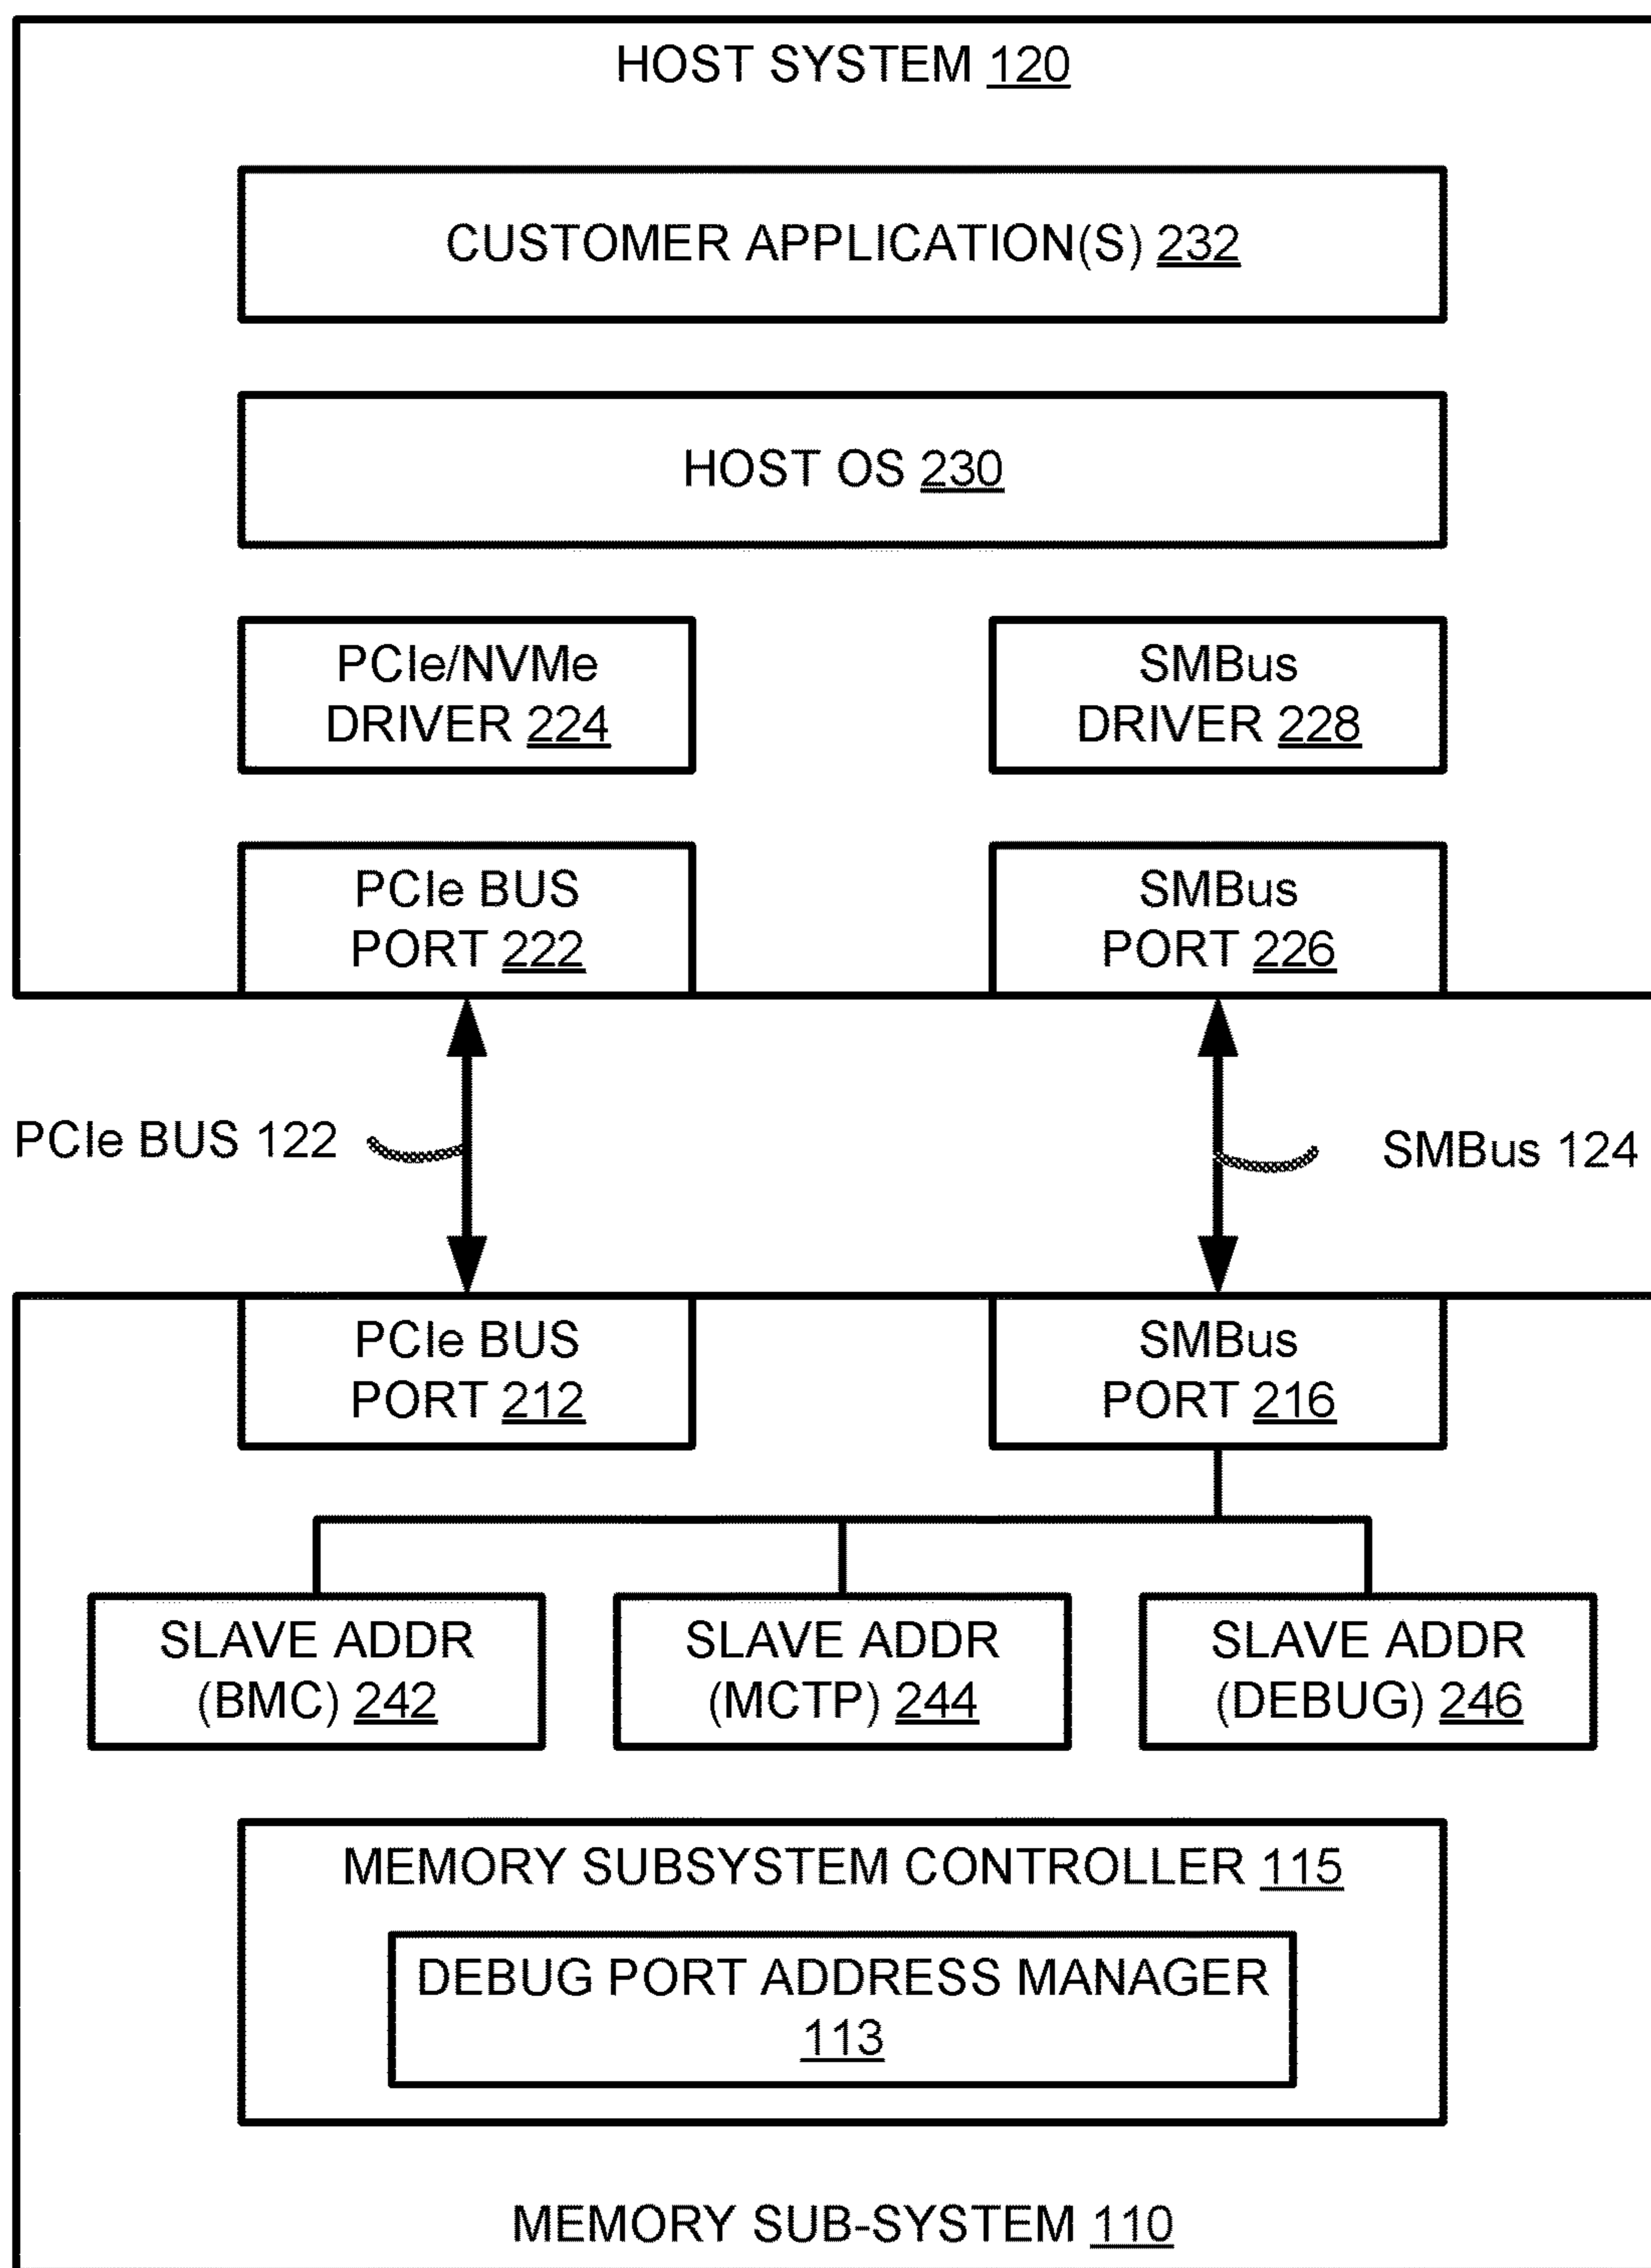 HOST SYSTEM 120
CUSTOMER APPLICATION(S) 232
HOST OS 230
PCIe/NVMe
DRIVER 224
SMBus
DRIVER 228
PCIe BUS
PORT 222
SMBus
PORT 226
PCIe BUS 122
SMBus 124
PCIe BUS
PORT 212
SMBus
PORT 216
SLAVE ADDR
(BMC) 242
SLAVE ADDR
(MCTP) 244
SLAVE ADDR
(DEBUG) 246
MEMORY SUBSYSTEM CONTROLLER 115
DEBUG PORT ADDRESS MANAGER
113
MEMORY SUB-SYSTEM 110